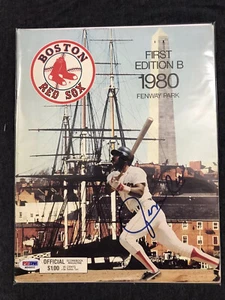 BOSTON
RED SOX
FIRST
EDITION B
1980
FENWAY PARK
OFFICIAL
$1.00